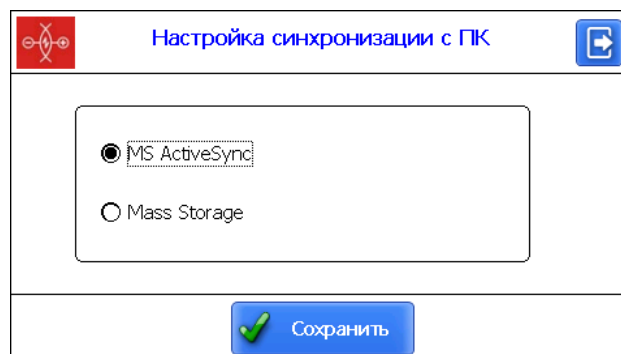 Настройка синхронизации с ПК
MS ActiveSync
Mass Storage
Сохранить